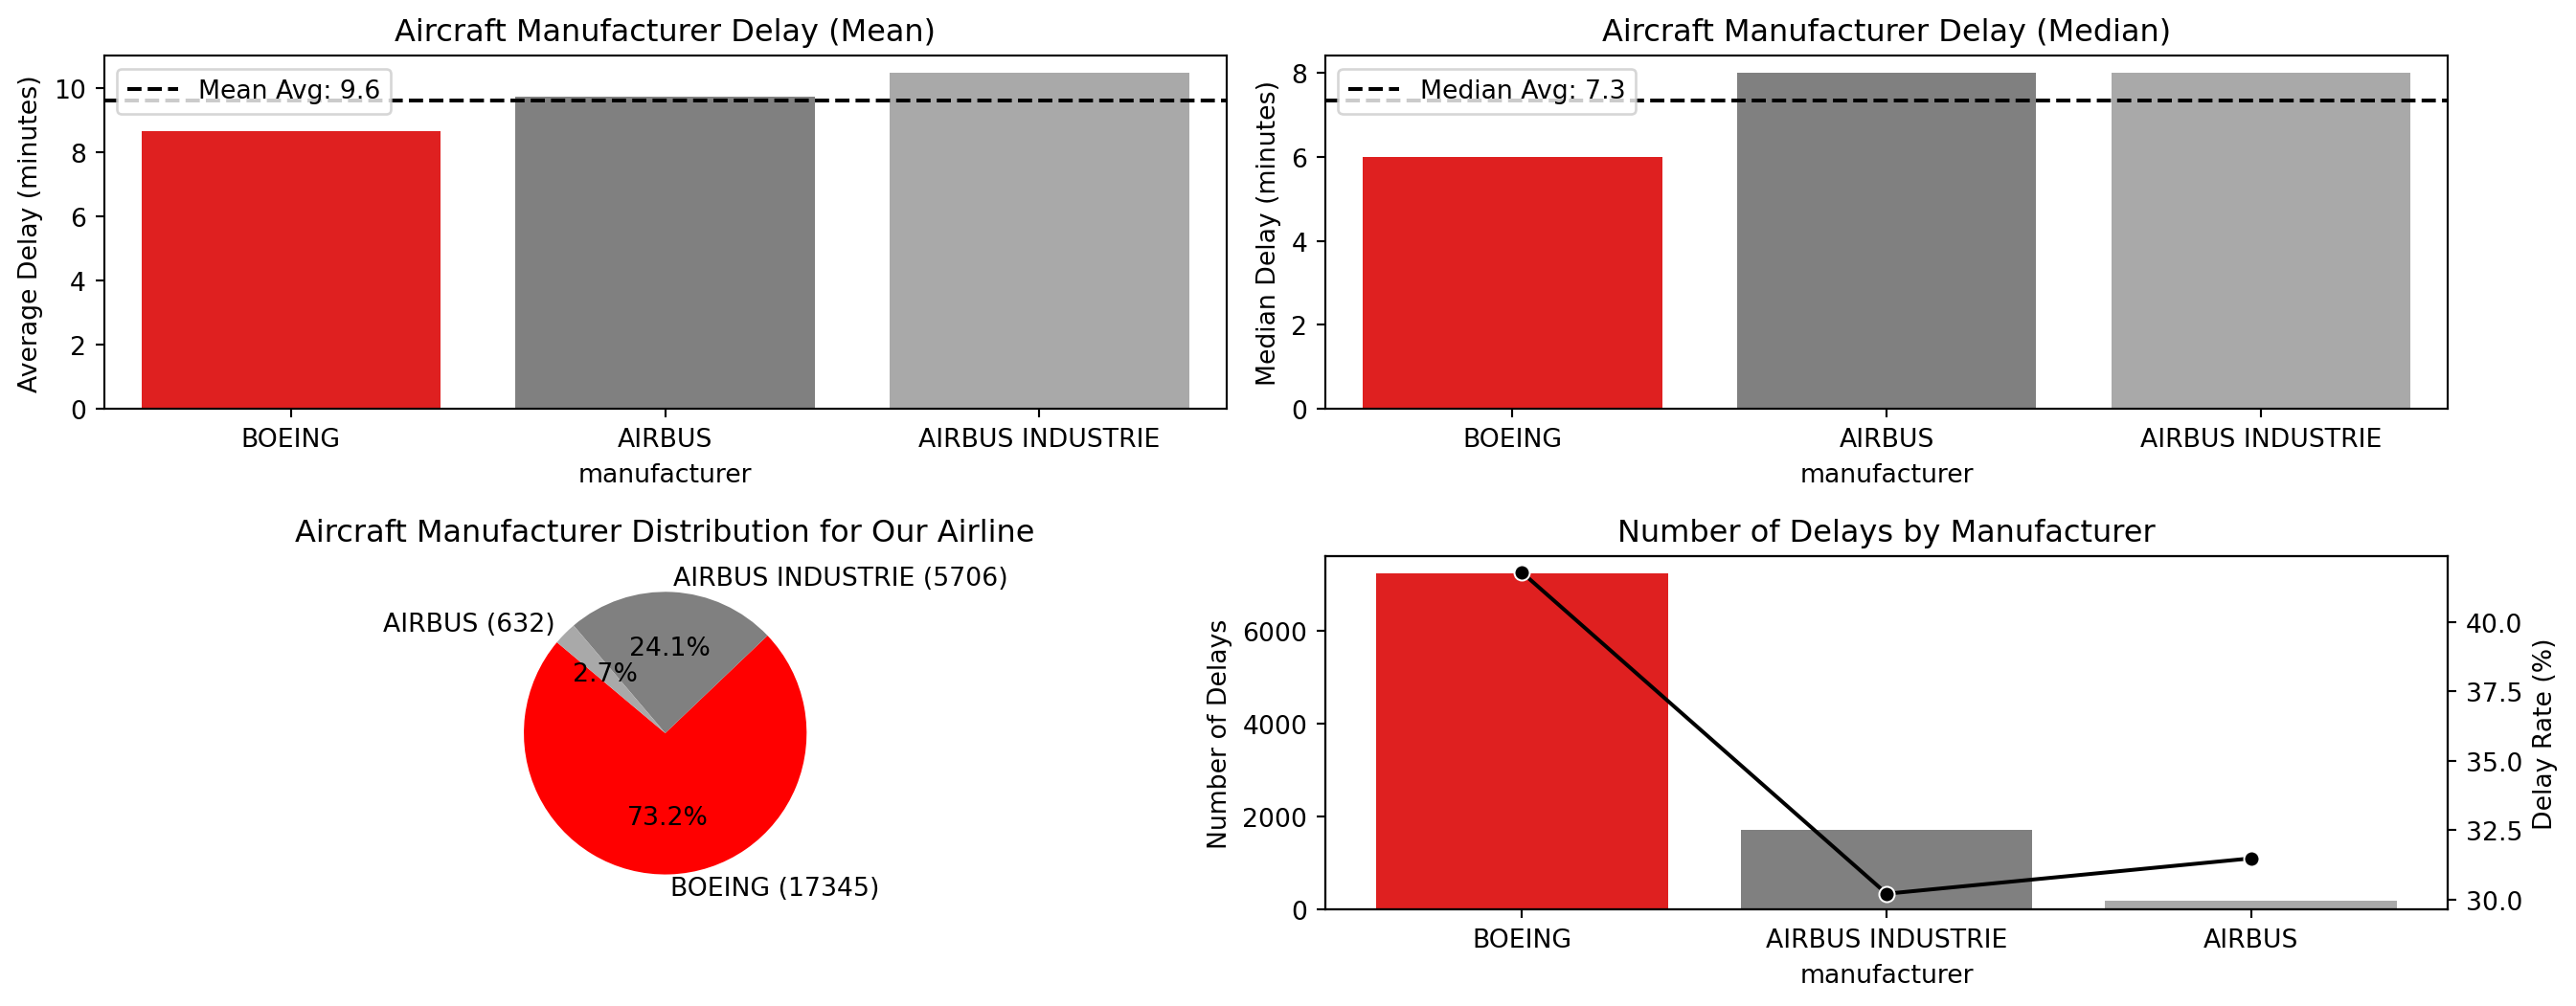 Aircraft Manufacturer Delay (Mean)
Average Delay (minutes)
10
8
6
4
2
0
Mean Avg: 9.6
BOEING
AIRBUS
AIRBUS INDUSTRIE
manufacturer
Aircraft Manufacturer Delay (Median)
Median Delay (minutes)
8
6
4
2
0
Median Avg: 7.3
BOEING
AIRBUS
AIRBUS INDUSTRIE
manufacturer
Aircraft Manufacturer Distribution for Our Airline
AIRBUS INDUSTRIE (5706)
AIRBUS (632)
24.1%
2.7%
73.2%
BOEING (17345)
Number of Delays by Manufacturer
Number of Delays
6000
4000
2000
0
40.0
37.5
35.0
32.5
30.0
Delay Rate (%)
BOEING
AIRBUS INDUSTRIE
AIRBUS
manufacturer